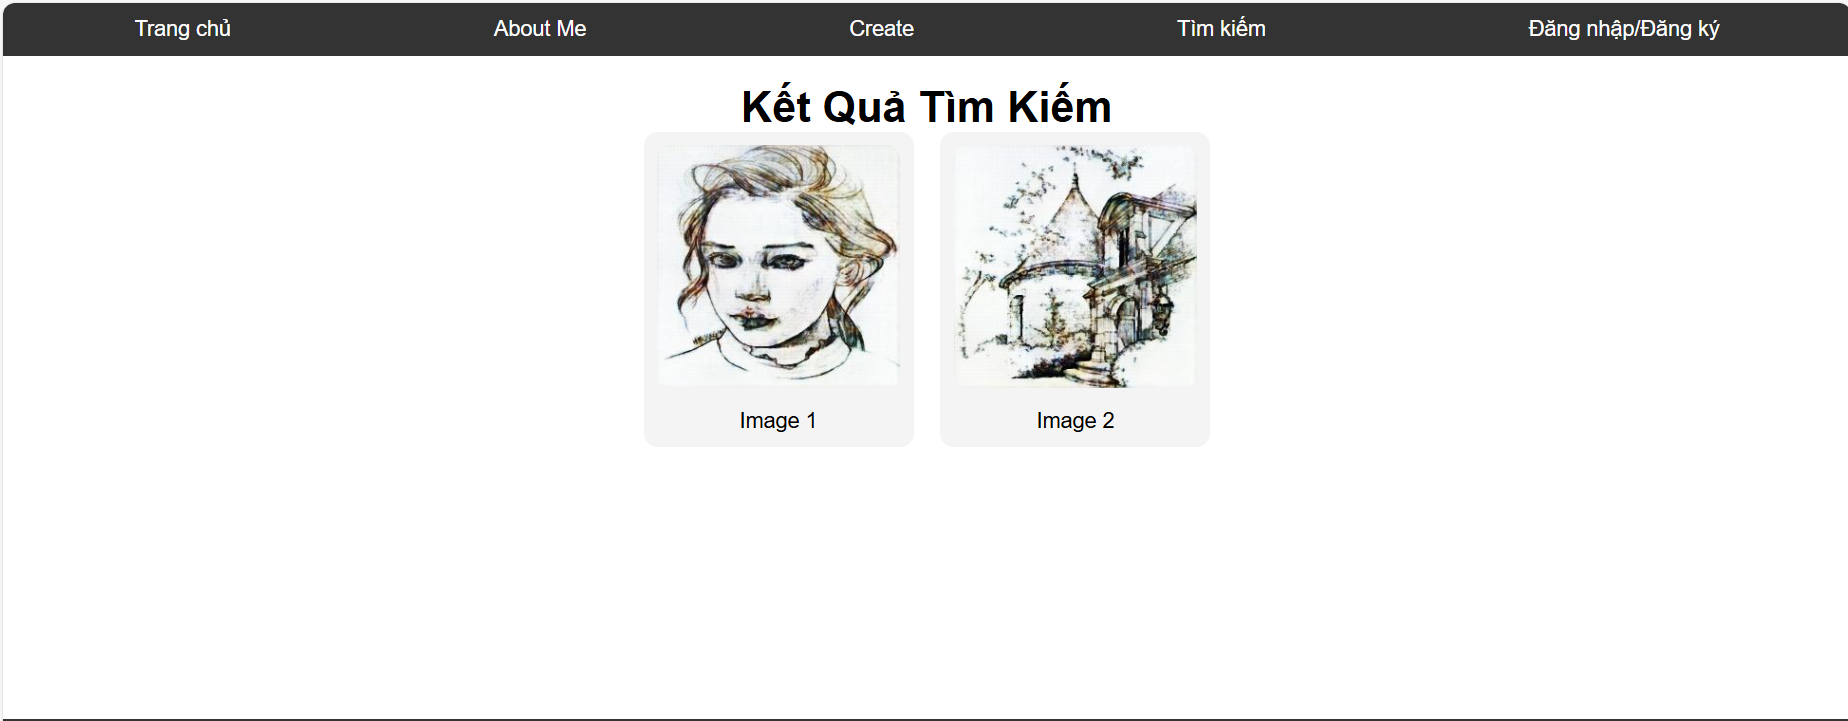 Trang chủ About Me Create Tìm kiếm Đăng nhập/Đăng ký
Kết Quả Tìm Kiếm
Image 1 Image 2